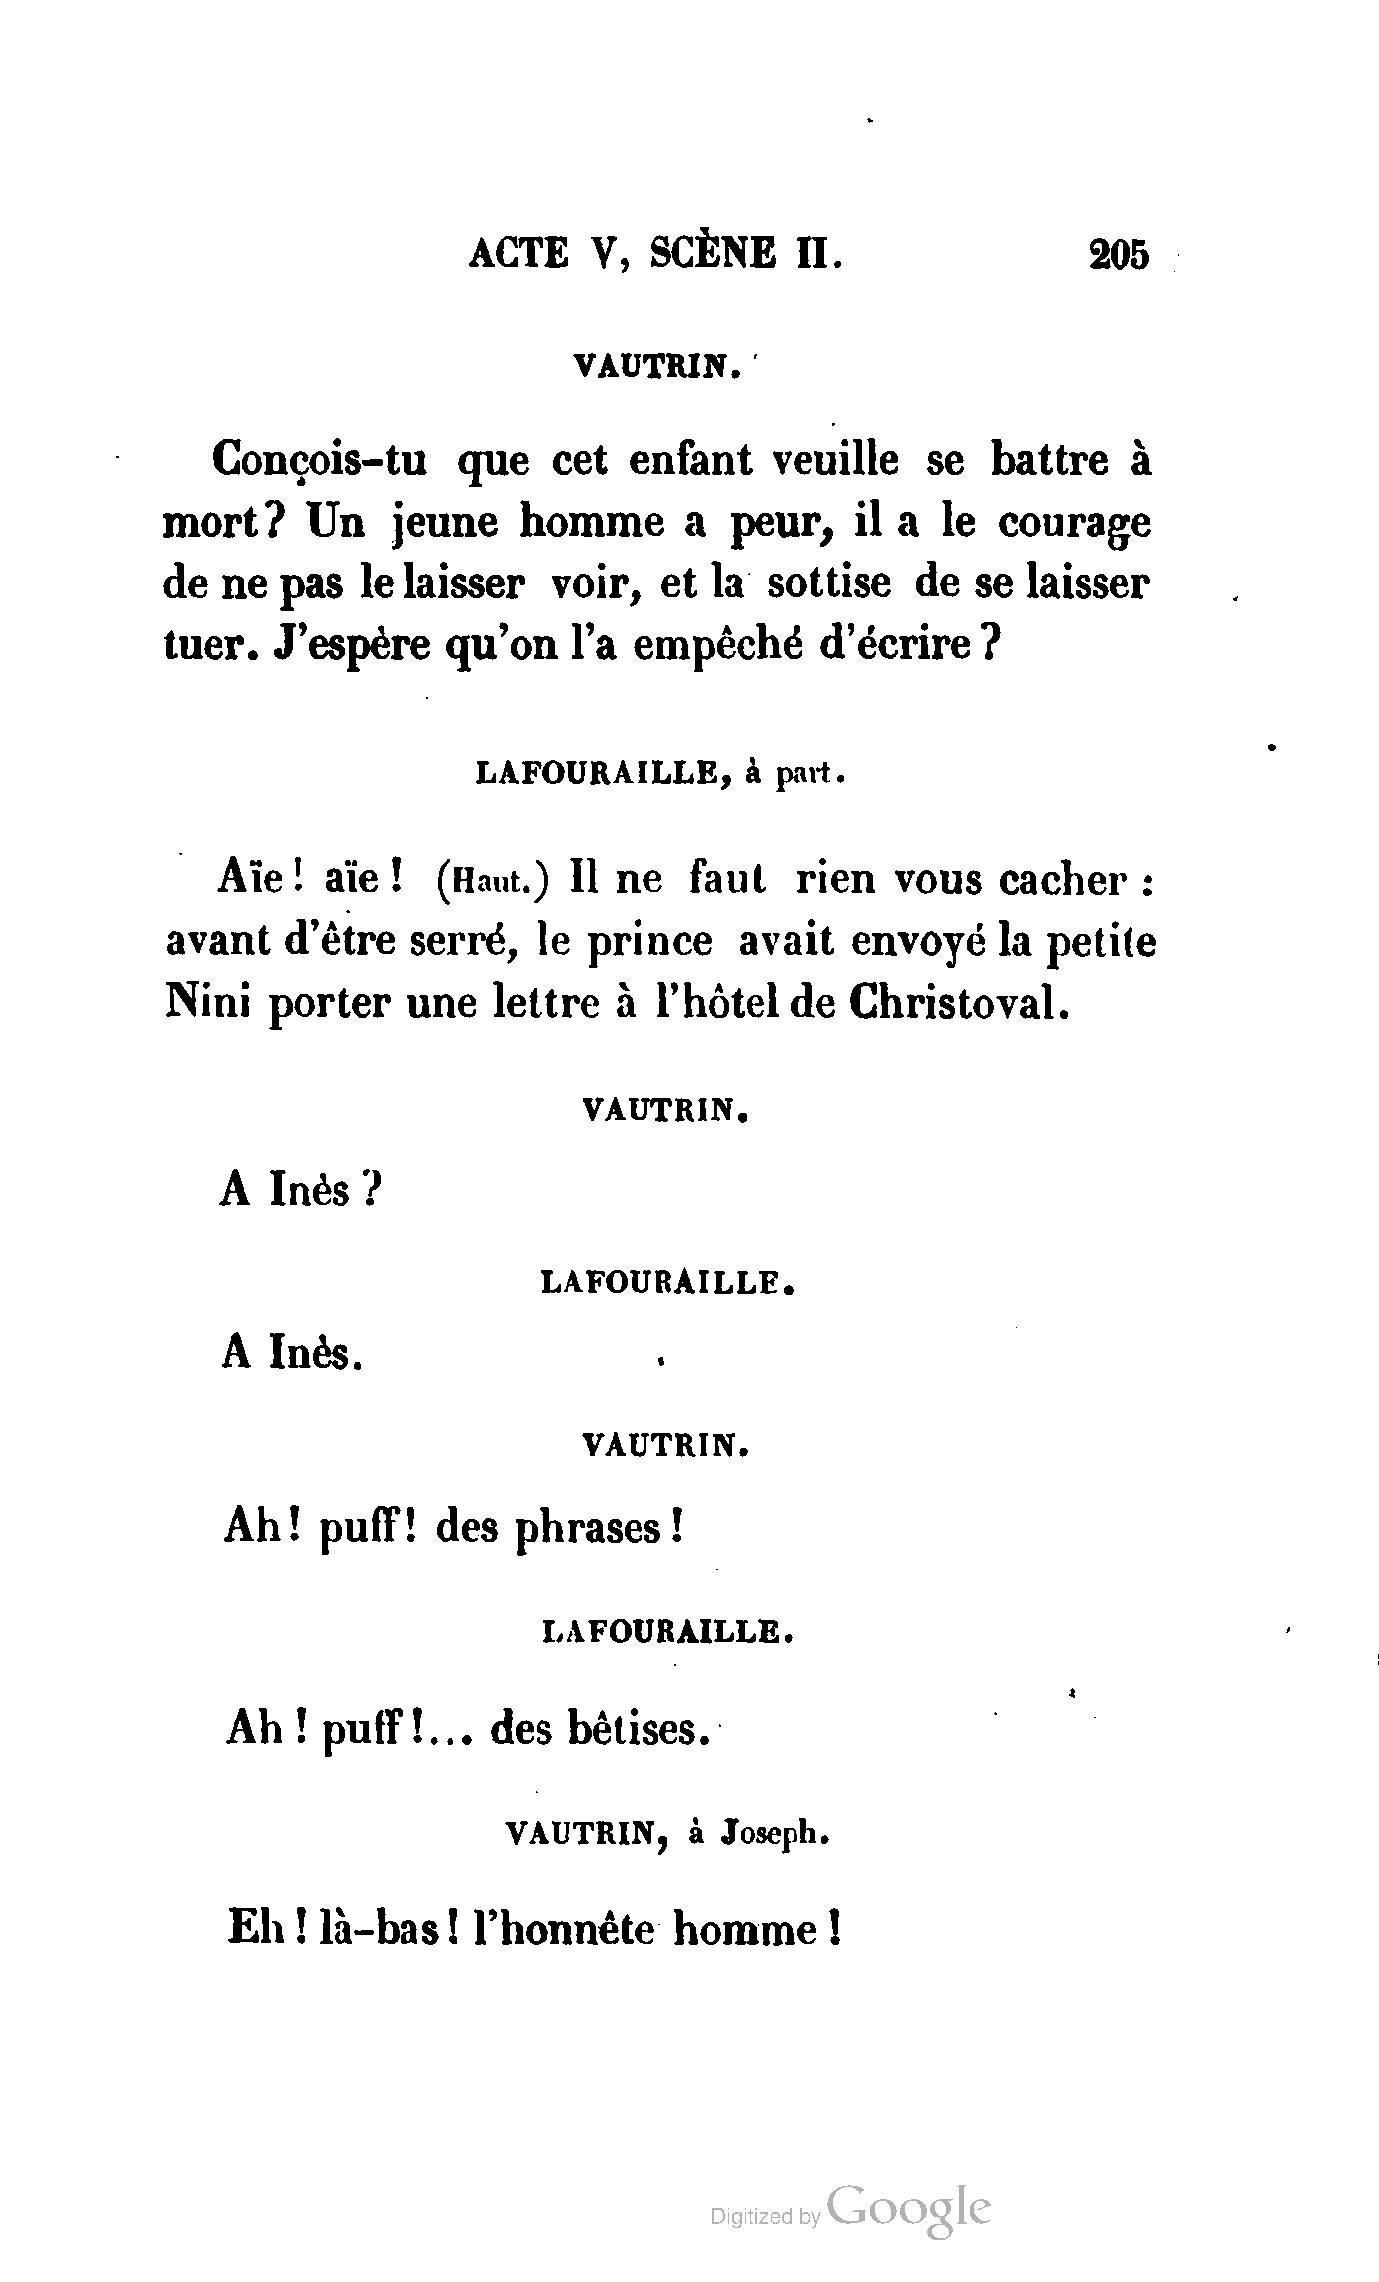 ACTE V, SCÈNE II. 205
VAUTRIN.
Conçois-tu que cet enfant veuille se battre à
mort? Un jeune homme a peur, il a le courage
de ne pas le laisser voir, et la sottise de se laisser
tuer. J'espère qu'on l'a empêché d'écrire?
LAFOURAILLE, à part.
Aïe! aïe! (Haut.) Il ne faut rien vous cacher :
avant d'être serré, le prince avait envoyé la petite
Nini porter une lettre à l'hôtel de Christoval.
VAUTRIN.
A Inès?
LAFOURAILLE.
A Inès.
VAUTRIN.
Ah! puff! des phrases!
LAFOURAILLE.
Ah! puff!... des bêtises.
VAUTRIN, à Joseph.
Eh! là-bas! l'honnête homme!
Digitized by Google